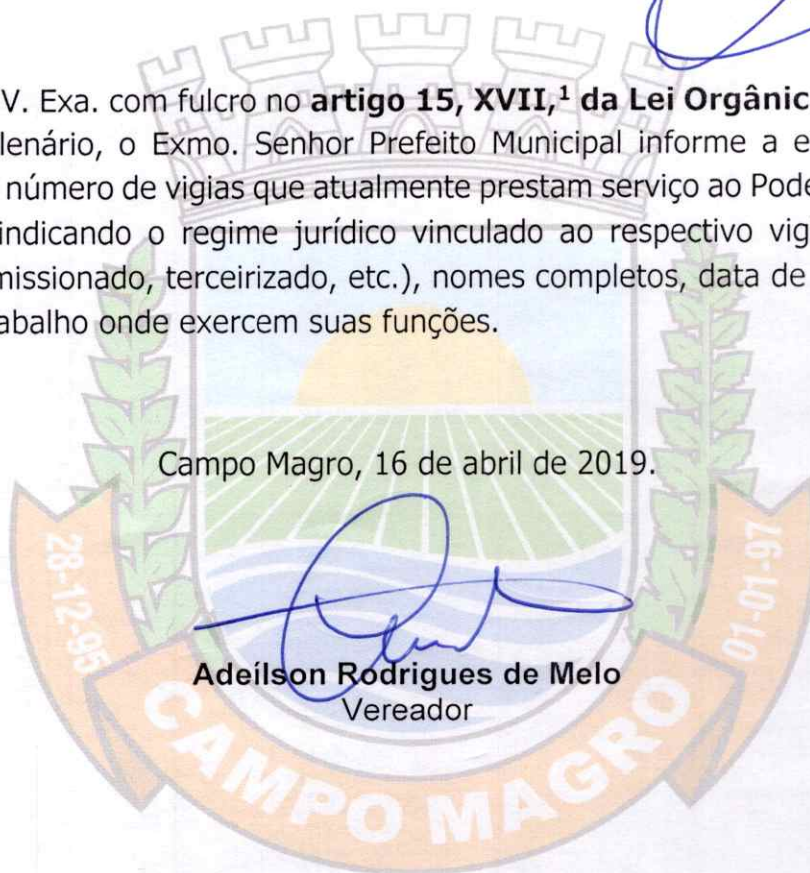 V. Exa. com fulcro no artigo 15, XVII,¹ da Lei Orgânic
lenário, o Exmo. Senhor Prefeito Municipal informe a e
número de vigias que atualmente prestam serviço ao Pode
indicando o regime jurídico vinculado ao respectivo vig
missionado, terceirizado, etc.), nomes completos, data de
abalho onde exercem suas funções.
Campo Magro, 16 de abril de 2019.
Adeílson Rodrigues de Melo
Vereador
28-12-95
01-01-97
CAMPO MAGRO